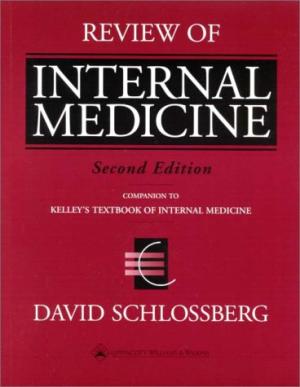 REVIEW OF
INTERNAL
MEDICINE
Second Edition
COMPANION TO
KELLEY'S TEXTBOOK OF INTERNAL MEDICINE
DAVID SCHLOSSBERG
LIPPINCOTT WILLIAMS & WILKINS